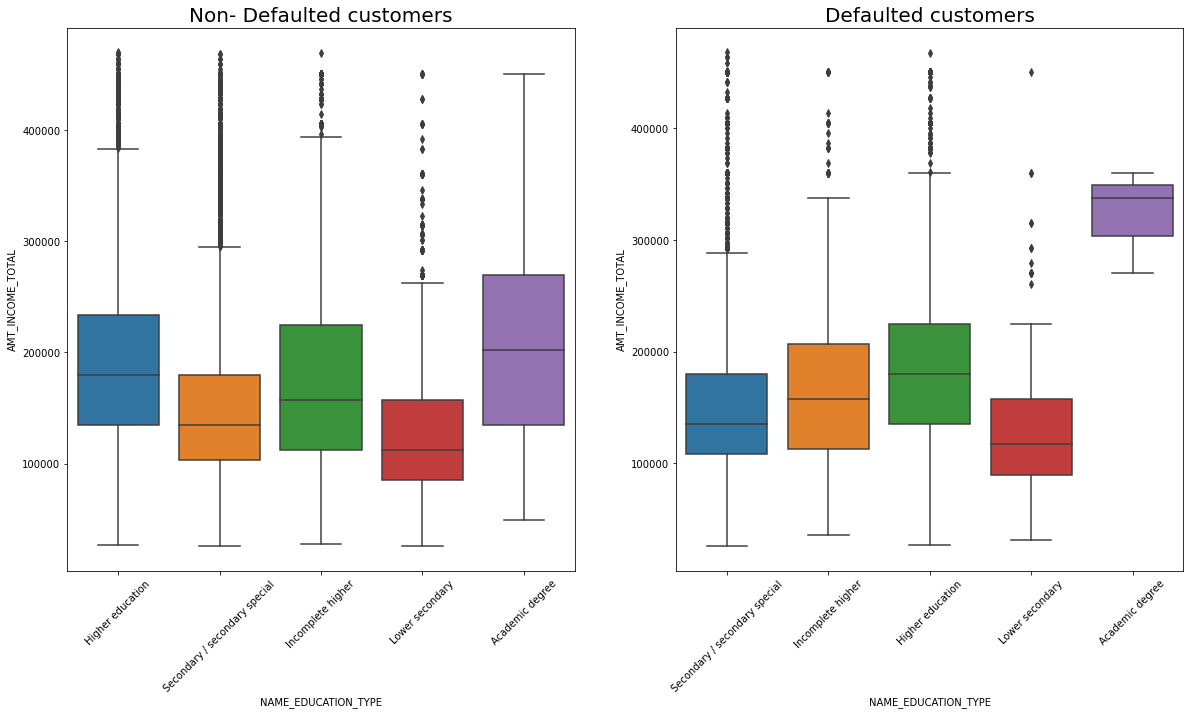 Non- Defaulted customers
400000
300000
200000
100000
AMT_INCOME_TOTAL
Higher education
Secondary / secondary special
Incomplete higher
Lower secondary
Academic degree
NAME_EDUCATION_TYPE
Defaulted customers
400000
300000
200000
100000
AMT_INCOME_TOTAL
Secondary / secondary special
Incomplete higher
Higher education
Lower secondary
Academic degree
NAME_EDUCATION_TYPE